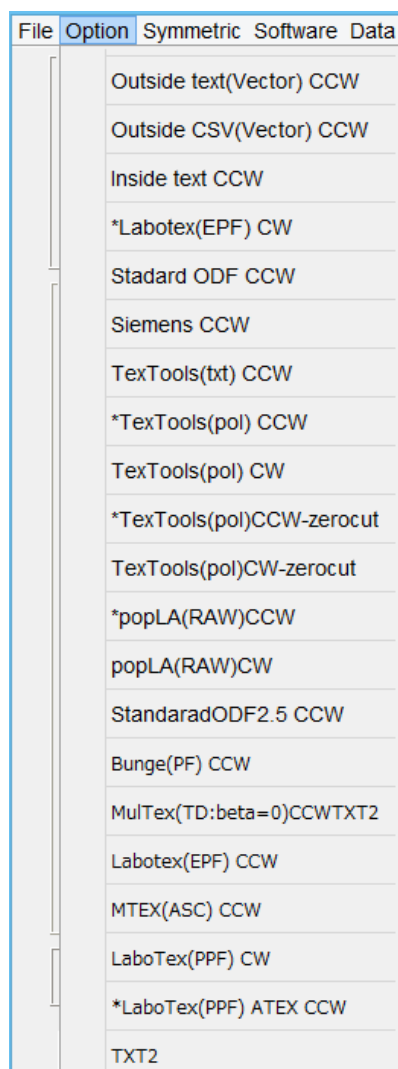 File Option Symmetric Software Data
Outside text(Vector) CCW
Outside CSV(Vector) CCW
Inside text CCW
*Labotex(EPF) CW
Stadard ODF CCW
Siemens CCW
TexTools(txt) CCW
*TexTools(pol) CCW
TexTools(pol) CW
*TexTools(pol)CCW-zerocut
TexTools(pol)CW-zerocut
*popLA(RAW)CCW
popLA(RAW)CW
StandaradODF2.5 CCW
Bunge(PF) CCW
MulTex(TD:beta=0)CCWTXT2
Labotex(EPF) CCW
MTEX(ASC) CCW
LaboTex(PPF) CW
*LaboTex(PPF) ATEX CCW
TXT2